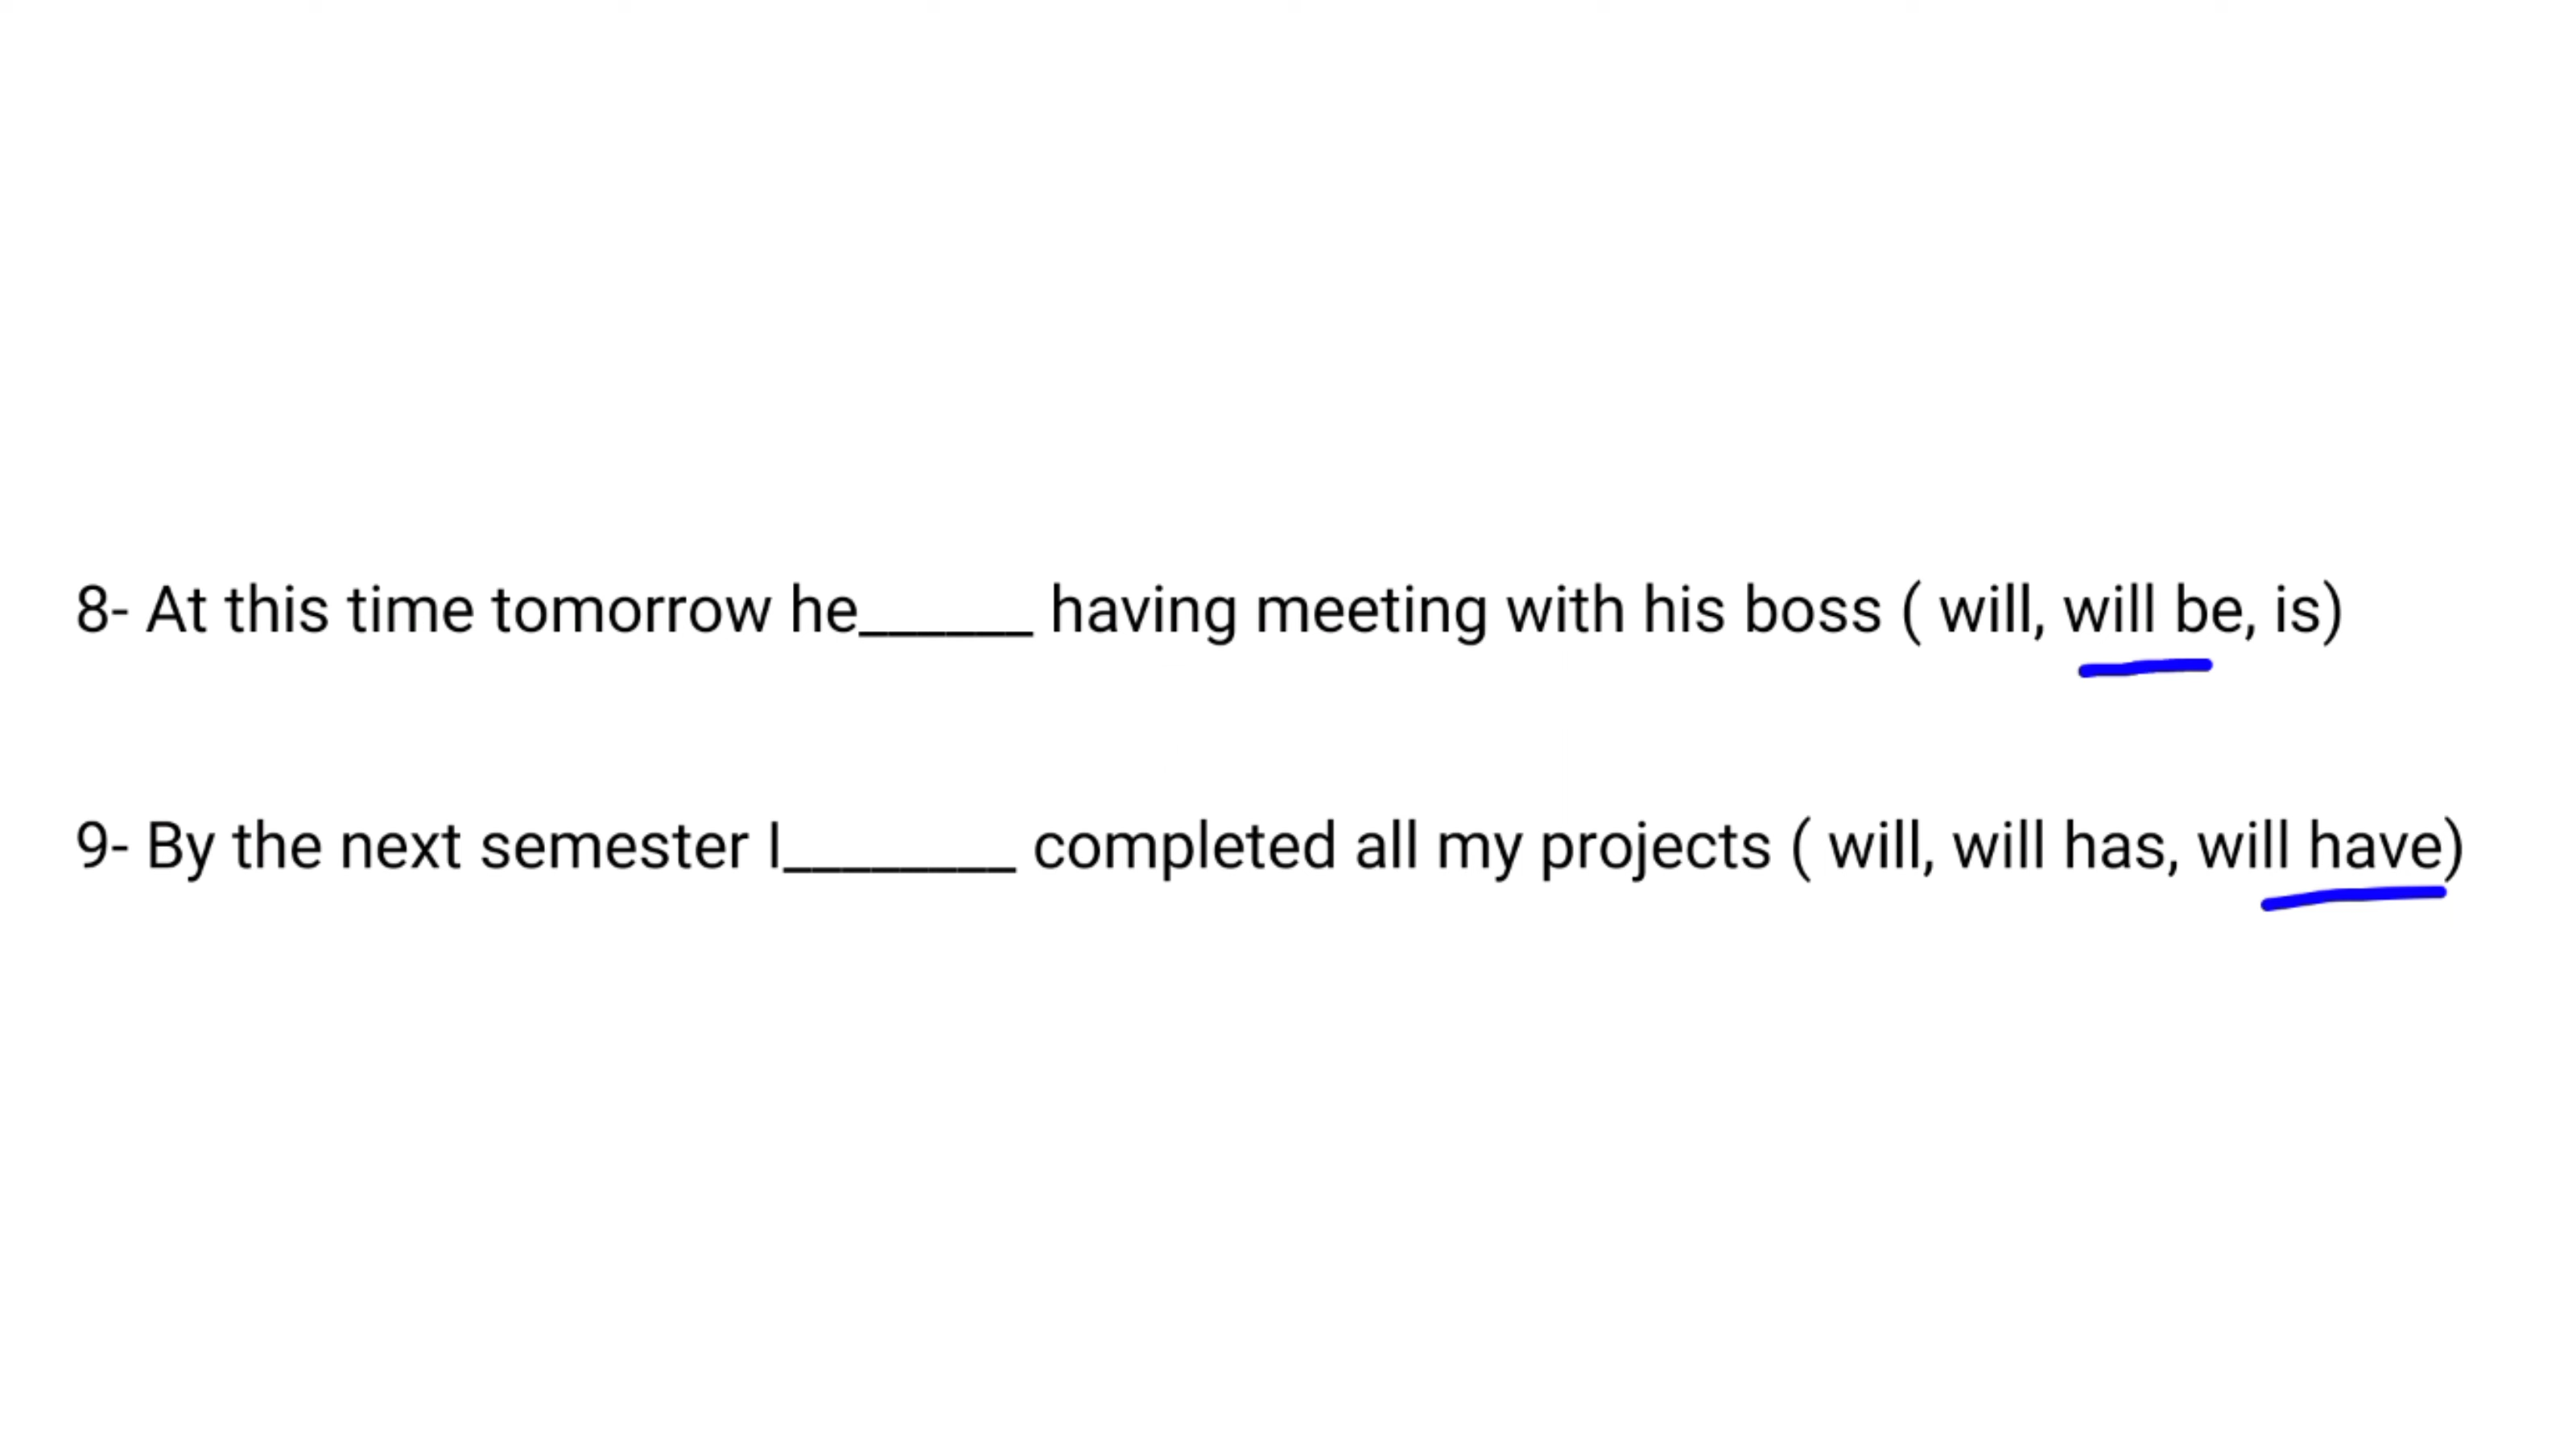 8- At this time tomorrow he______ having meeting with his boss ( will, will be, is)
9- By the next semester I________ completed all my projects ( will, will has, will have)